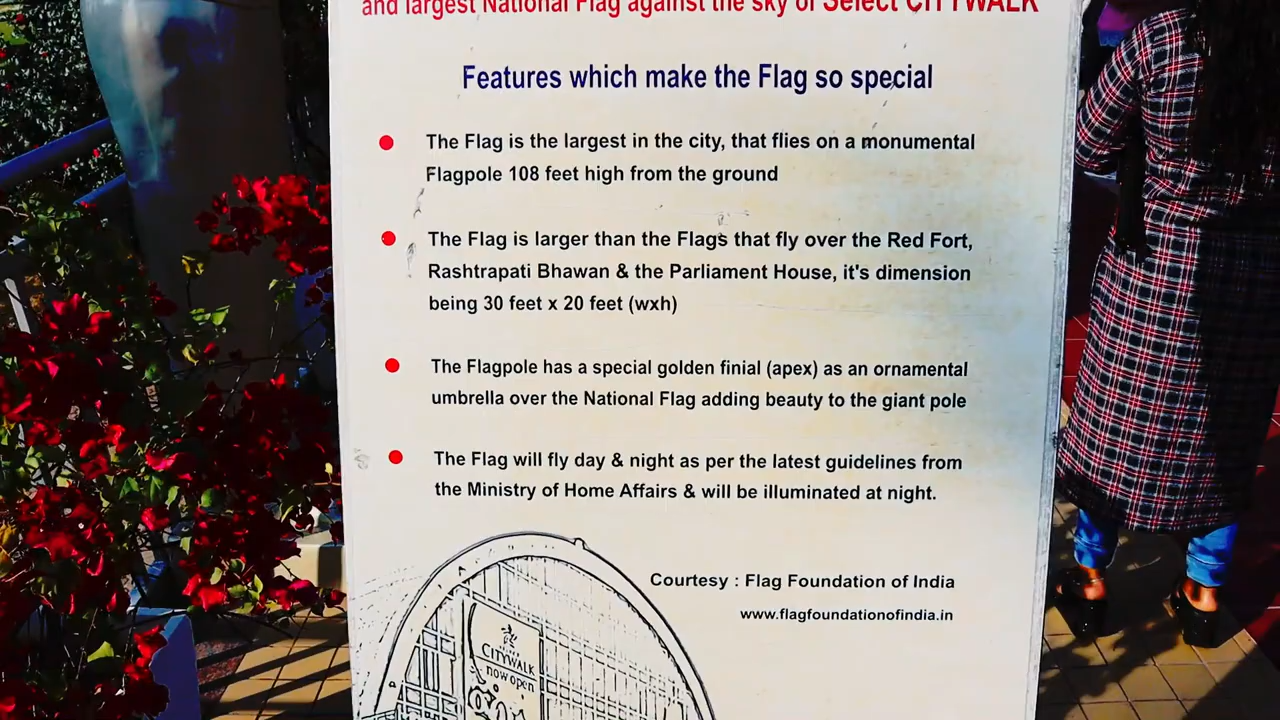 and largest National Flag against the sky of Select CITYWALK
Features which make the Flag so special
The Flag is the largest in the city, that flies on a monumental
Flagpole 108 feet high from the ground
The Flag is larger than the Flags that fly over the Red Fort,
Rashtrapati Bhawan & the Parliament House, it's dimension
being 30 feet x 20 feet (wxh)
The Flagpole has a special golden finial (apex) as an ornamental
umbrella over the National Flag adding beauty to the giant pole
The Flag will fly day & night as per the latest guidelines from
the Ministry of Home Affairs & will be illuminated at night.
Courtesy : Flag Foundation of India
www.flagfoundationofindia.in
CITYWALK
now open